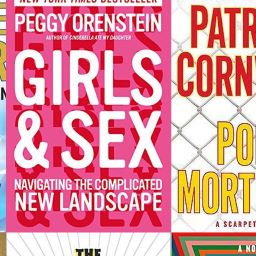 NEW YORK TIMES BESTSELLER
PEGGY ORENSTEIN
AUTHOR OF CINDERELLA ATE MY DAUGHTER
GIRLS
& SEX
NAVIGATING THE COMPLICATED
NEW LANDSCAPE
PATR
CORNW
PO
MORT
A SCARPET
THE
A NO